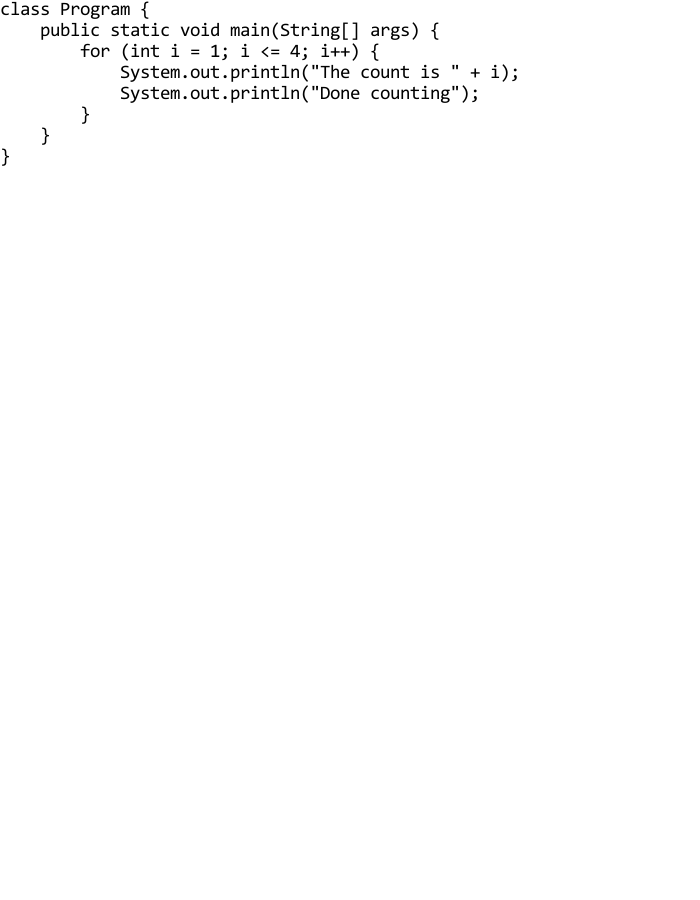 class Program {
    public static void main(String[] args) {
        for (int i = 1; i <= 4; i++) {
            System.out.println("The count is " + i);
            System.out.println("Done counting");
        }
    }
}